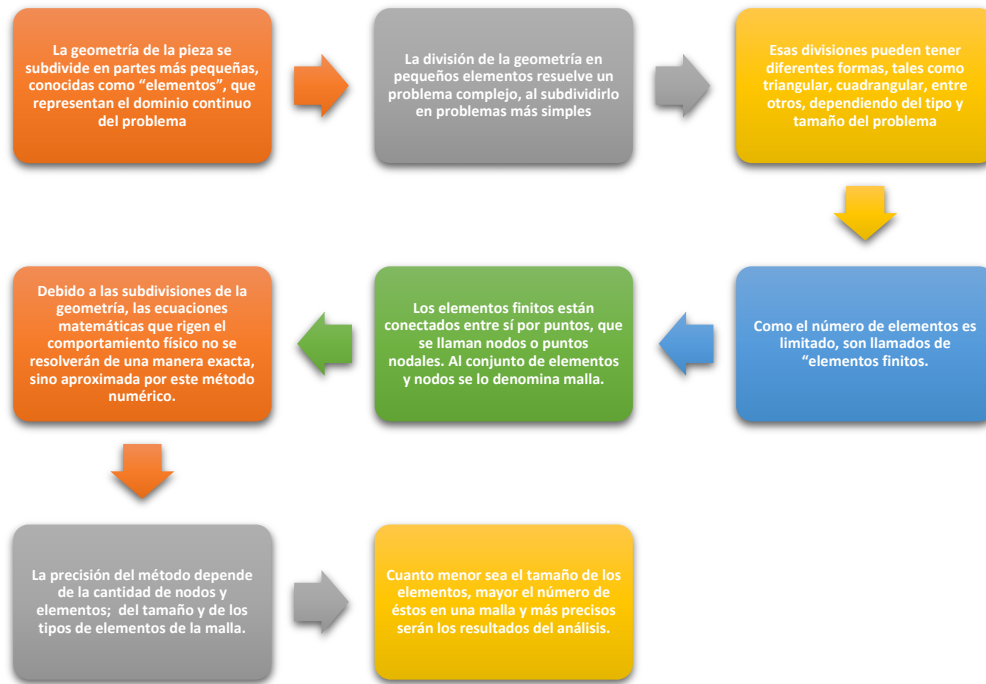 La geometría de la pieza se
subdivide en partes más pequeñas,
conocidas como “elementos”, que
representan el dominio continuo
del problema
La división de la geometría en
pequeños elementos resuelve un
problema complejo, al subdividirlo
en problemas más simples
Esas divisiones pueden tener
diferentes formas, tales como
triangular, cuadrangular, entre
otros, dependiendo del tipo y
tamaño del problema
Como el número de elementos es
limitado, son llamados de
“elementos finitos.
Los elementos finitos están
conectados entre sí por puntos, que
se llaman nodos o puntos
nodales. Al conjunto de elementos
y nodos se lo denomina malla.
Debido a las subdivisiones de la
geometría, las ecuaciones
matemáticas que rigen el
comportamiento físico no se
resolverán de una manera exacta,
sino aproximada por este método
numérico.
La precisión del método depende
de la cantidad de nodos y
elementos; del tamaño y de los
tipos de elementos de la malla.
Cuanto menor sea el tamaño de los
elementos, mayor el número de
éstos en una malla y más precisos
serán los resultados del análisis.